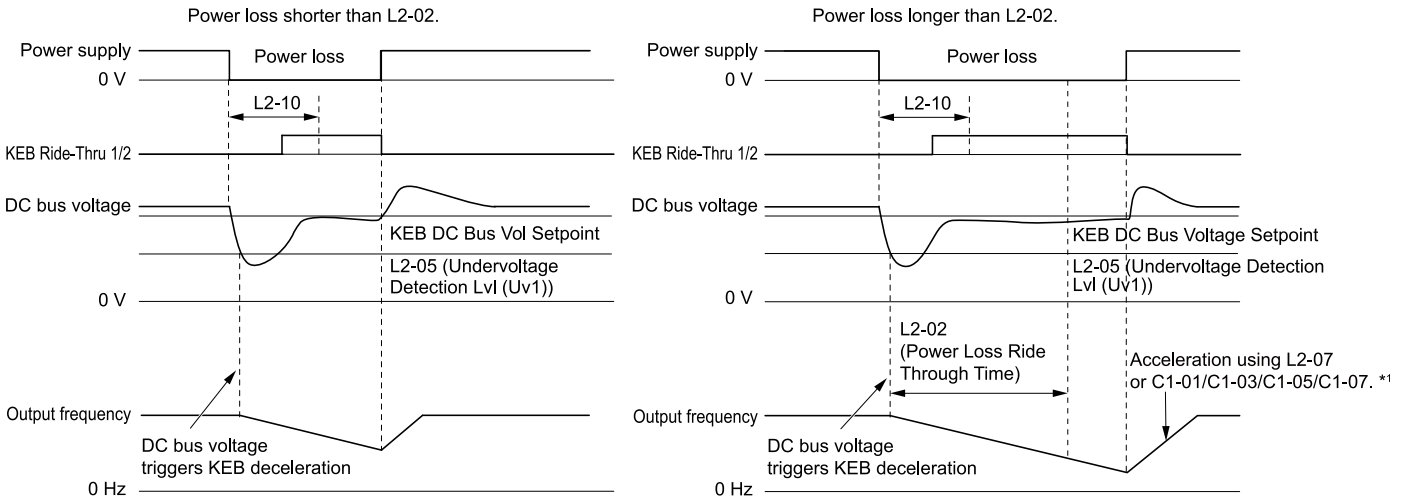 Power loss shorter than L2-02.
Power supply
Power loss
0 V
L2-10
KEB Ride-Thru 1/2
DC bus voltage
KEB DC Bus Vol Setpoint
L2-05 (Undervoltage
Detection Lvl (Uv1))
0 V
Output frequency
DC bus voltage
triggers KEB deceleration
0 Hz
Power loss longer than L2-02.
Power supply
Power loss
0 V
L2-10
KEB Ride-Thru 1/2
DC bus voltage
KEB DC Bus Voltage Setpoint
L2-05 (Undervoltage Detection
Lvl (Uv1))
0 V
L2-02
(Power Loss Ride
Through Time)
Acceleration using L2-07
or C1-01/C1-03/C1-05/C1-07. *1
Output frequency
DC bus voltage
triggers KEB deceleration
0 Hz